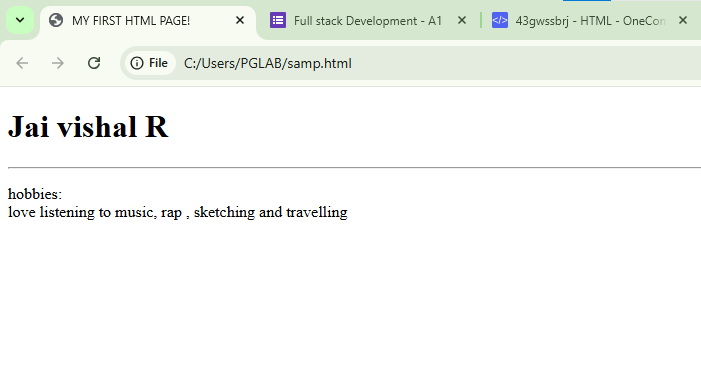 MY FIRST HTML PAGE!
Full stack Development - A1
43gwssbrj - HTML - OneCom
File
C:/Users/PGLAB/samp.html
Jai vishal R
hobbies:
love listening to music, rap , sketching and travelling